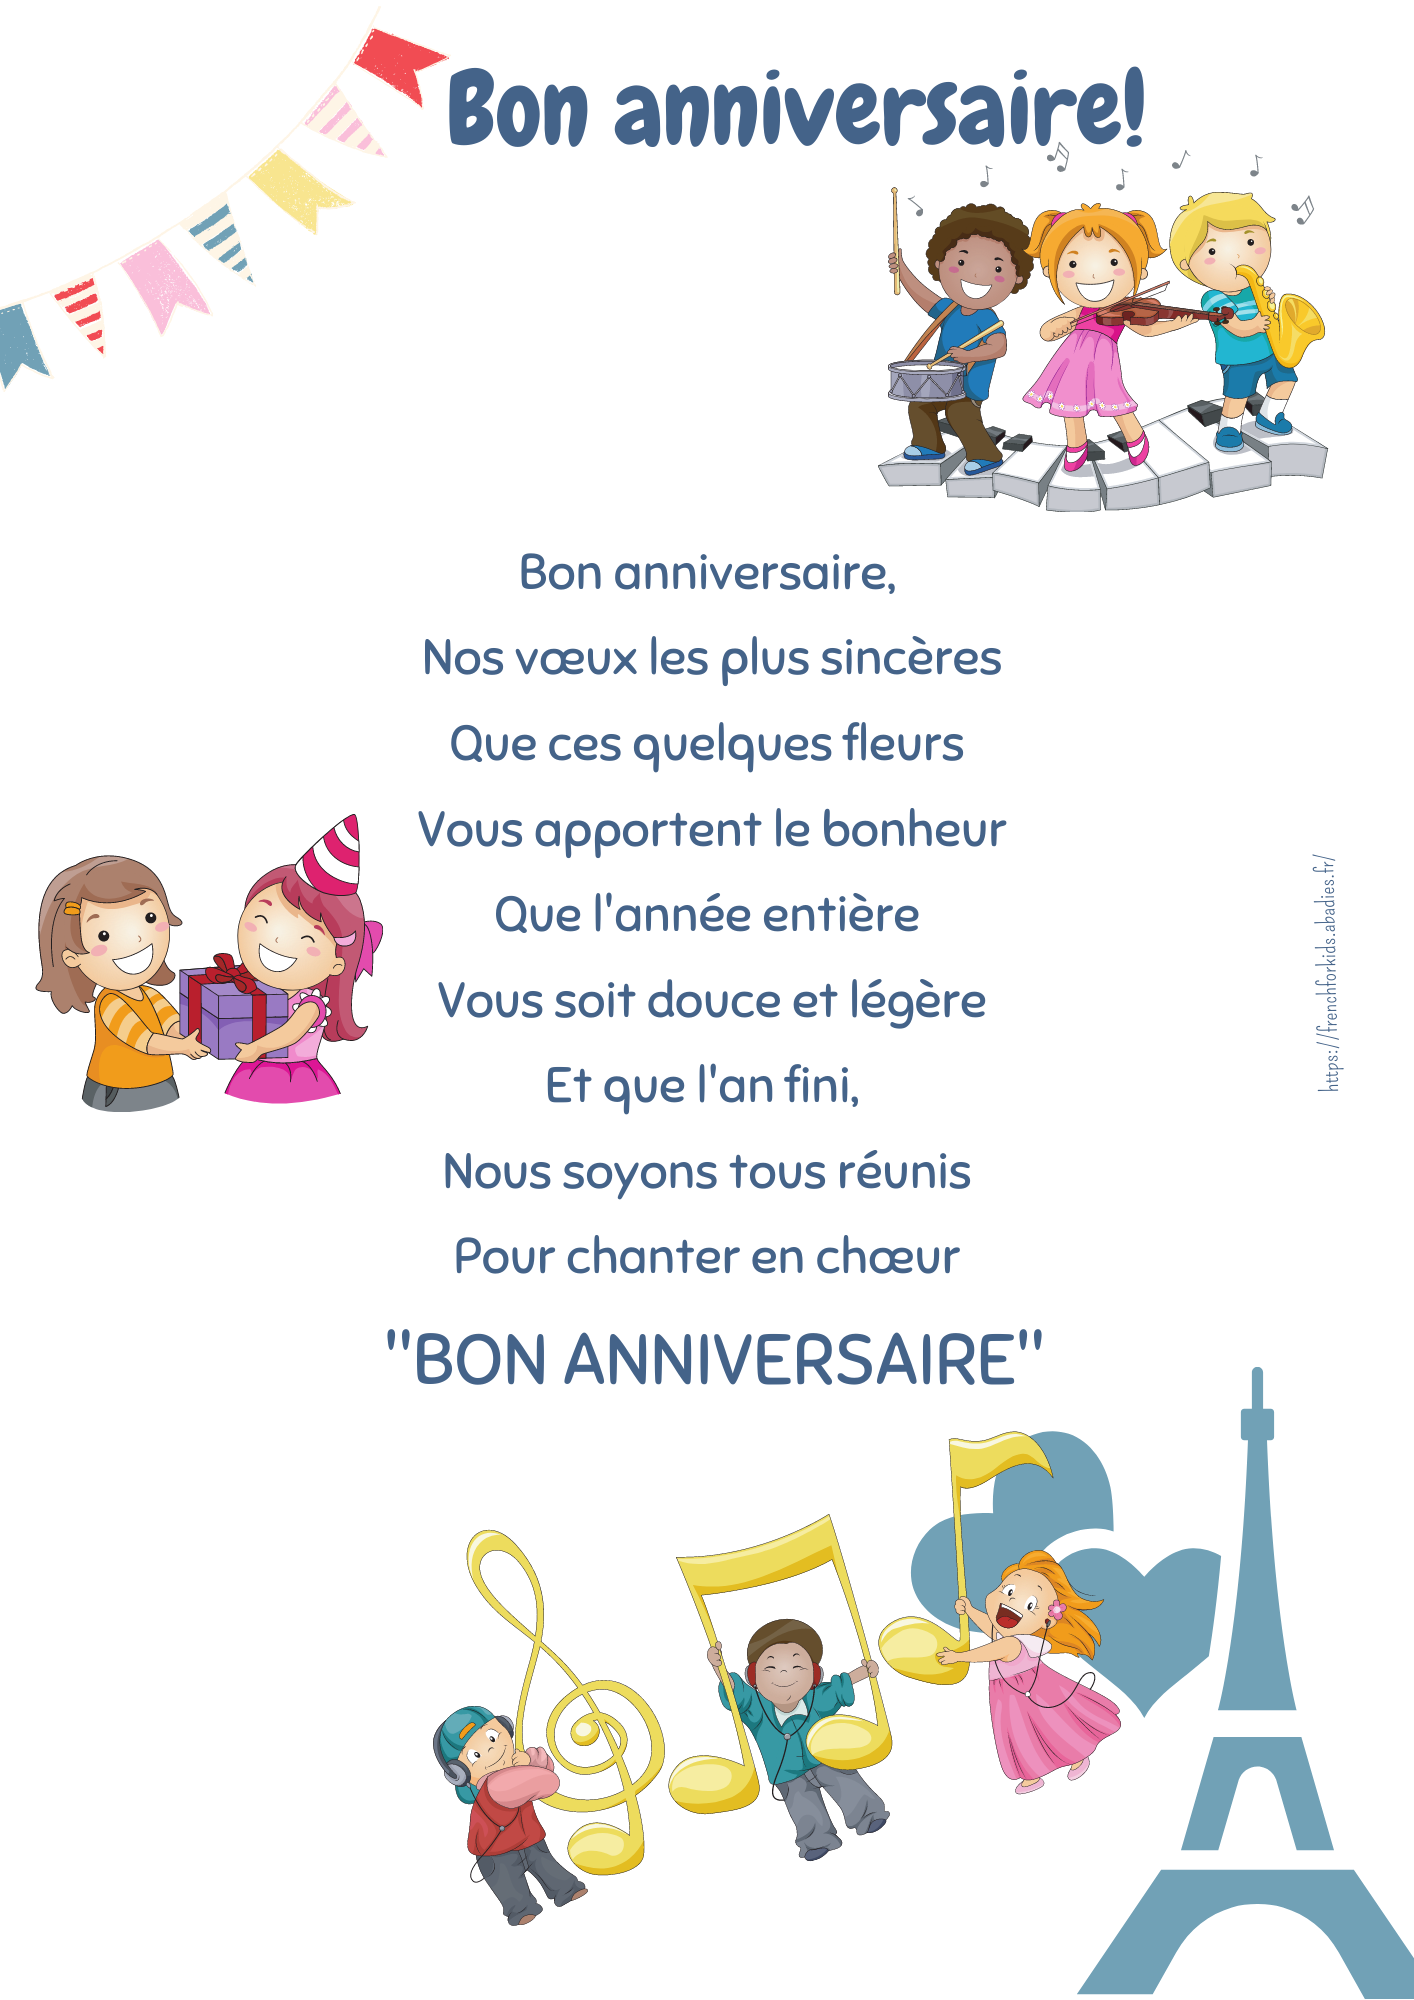 Bon anniversaire!
Bon anniversaire,
Nos vœux les plus sincères
Que ces quelques fleurs
Vous apportent le bonheur
Que l'année entière
Vous soit douce et légère
Et que l'an fini,
Nous soyons tous réunis
Pour chanter en chœur
"BON ANNIVERSAIRE"
https://frenchforkids.abadies.fr/